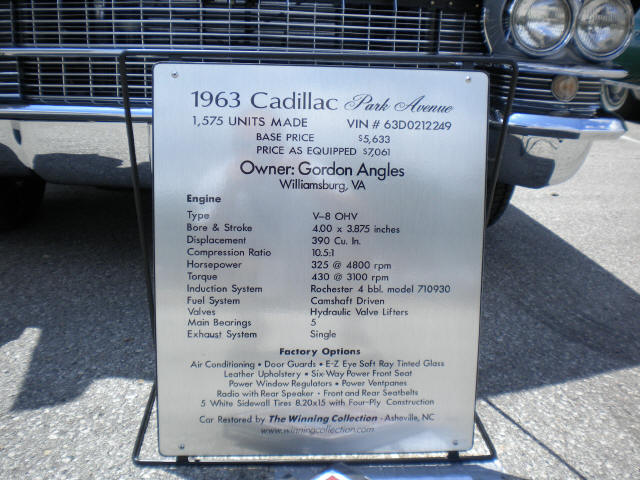 1963 Cadillac Park Avenue
1,575 UNITS MADE VIN # 63D0212249
BASE PRICE $5,633
PRICE AS EQUIPPED $7,061
Owner: Gordon Angles
Williamsburg, VA
Engine
Type V-8 OHV
Bore & Stroke 4.00 x 3.875 inches
Displacement 390 Cu. In.
Compression Ratio 10.5:1
Horsepower 325 @ 4800 rpm
Torque 430 @ 3100 rpm
Induction System Rochester 4 bbl. model 710930
Fuel System Camshaft Driven
Valves Hydraulic Valve Lifters
Main Bearings 5
Exhaust System Single
Factory Options
Air Conditioning • Door Guards • E-Z Eye Soft Ray Tinted Glass
Leather Upholstery • Six-Way Power Front Seat
Power Window Regulators • Power Ventpanes
Radio with Rear Speaker • Front and Rear Seatbelts
5 White Sidewall Tires 8.20x15 with Four-Ply Construction
Car Restored by The Winning Collection - Asheville, NC
www.winningcollection.com